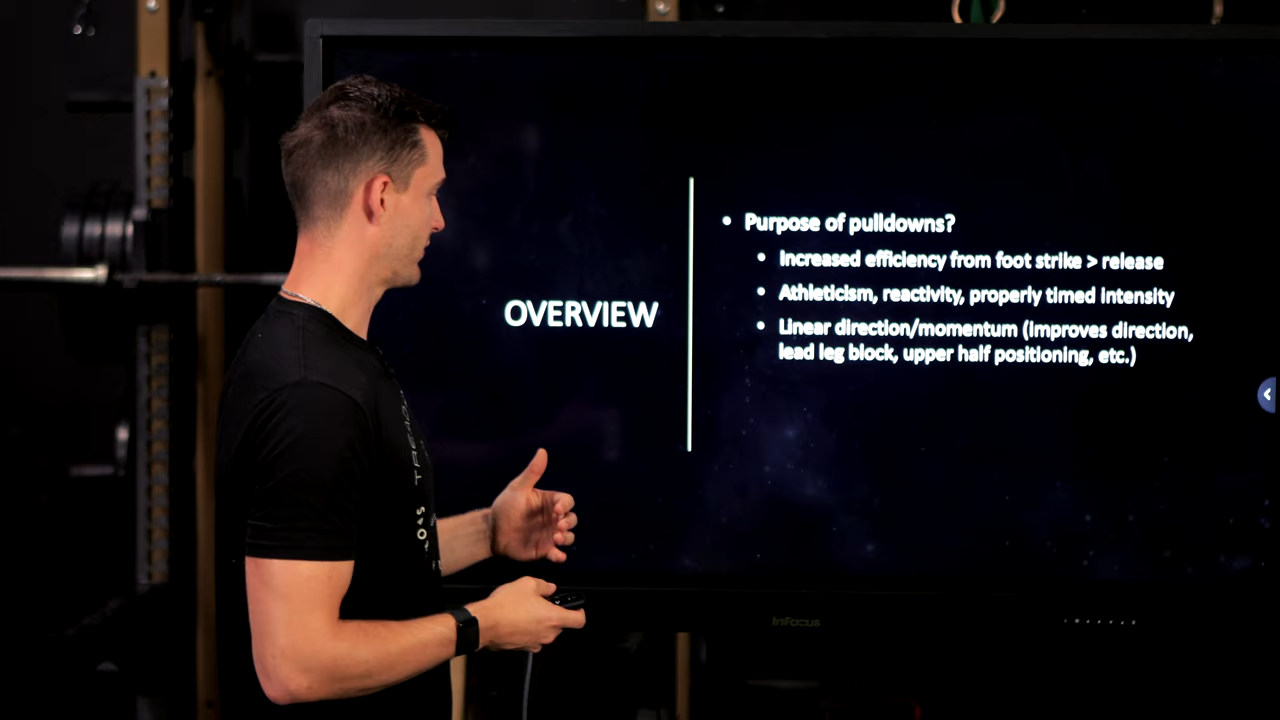 OVERVIEW
• Purpose of pulldowns?
• Increased efficiency from foot strike > release
• Athleticism, reactivity, properly timed intensity
• Linear direction/momentum (improves direction,
lead leg block, upper half positioning, etc.)
InFocus